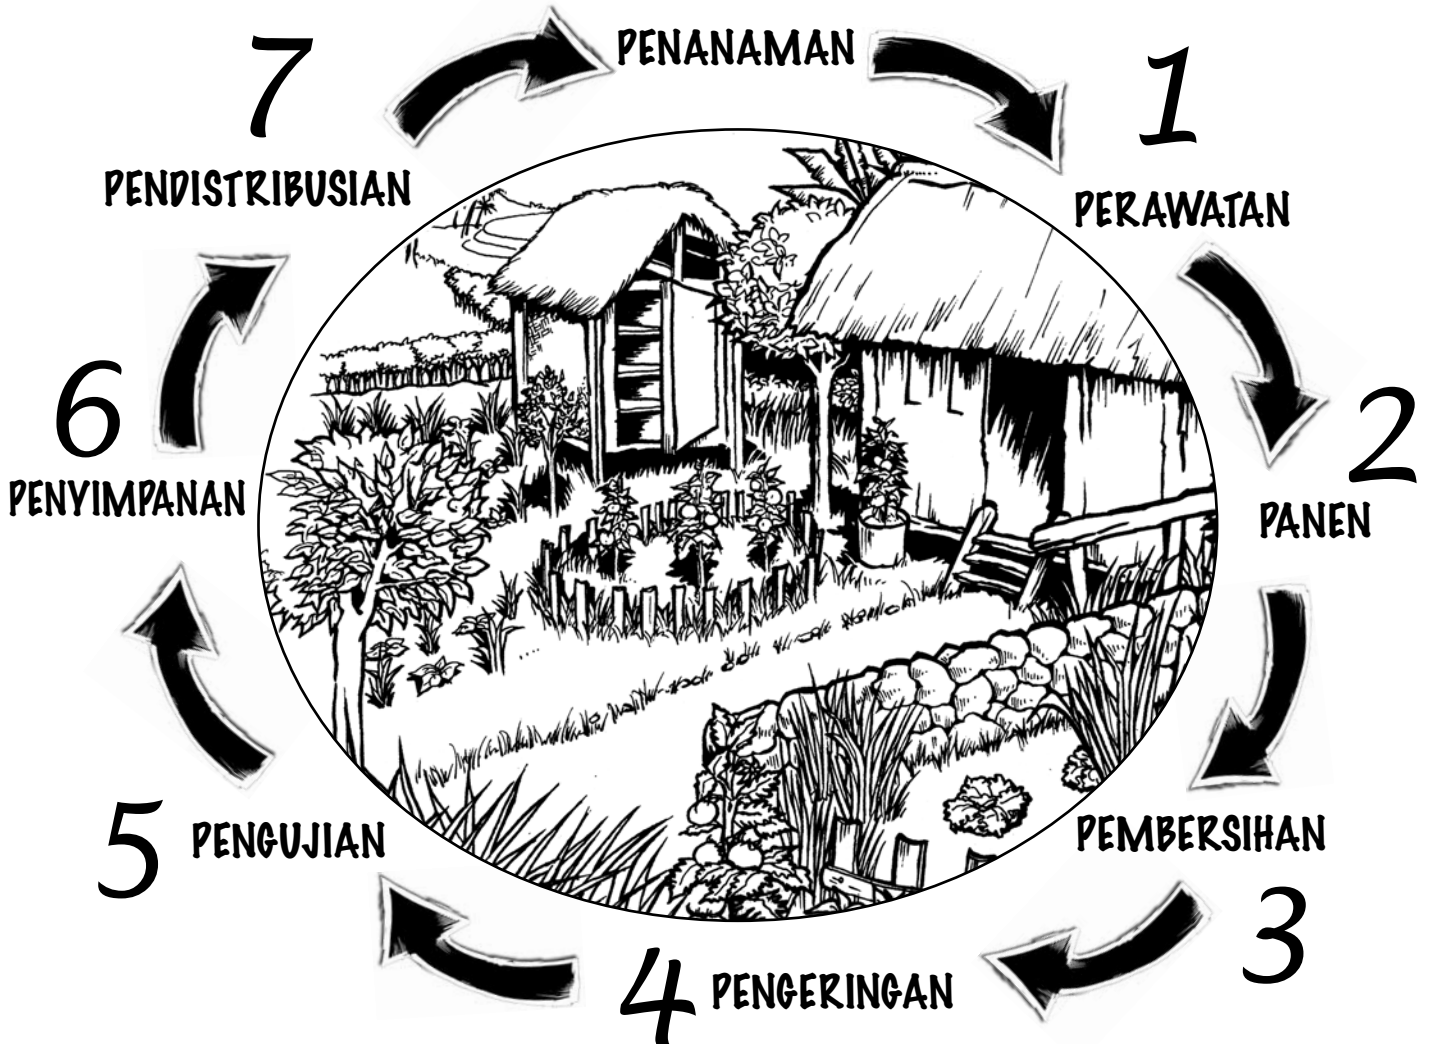 PENANAMAN
1
PERAWATAN
2
PANEN
PEMBERSIHAN
3
4 PENGERINGAN
5 PENGUJIAN
6
PENYIMPANAN
7
PENDISTRIBUSIAN